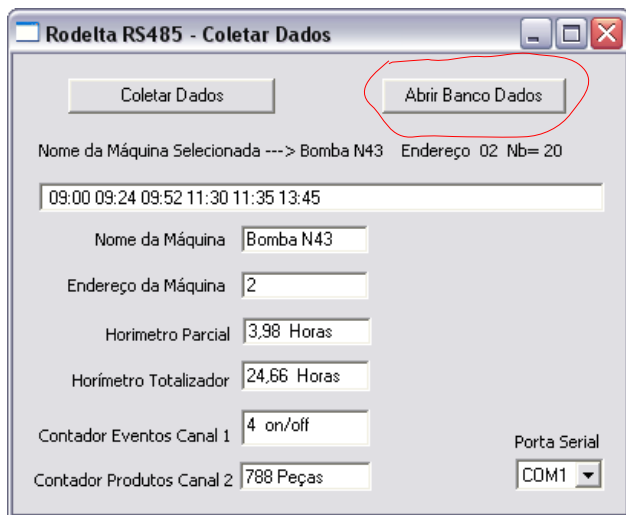 Rodelta RS485 - Coletar Dados
Coletar Dados Abrir Banco Dados
Nome da Máquina Selecionada ---> Bomba N43 Endereço 02 Nb= 20
09:00 09:24 09:52 11:30 11:35 13:45
Nome da Máquina Bomba N43
Endereço da Máquina 2
Horimetro Parcial 3,98 Horas
Horímetro Totalizador 24,66 Horas
Contador Eventos Canal 1 4 on/off
Porta Serial
Contador Produtos Canal 2 788 Peças COM1